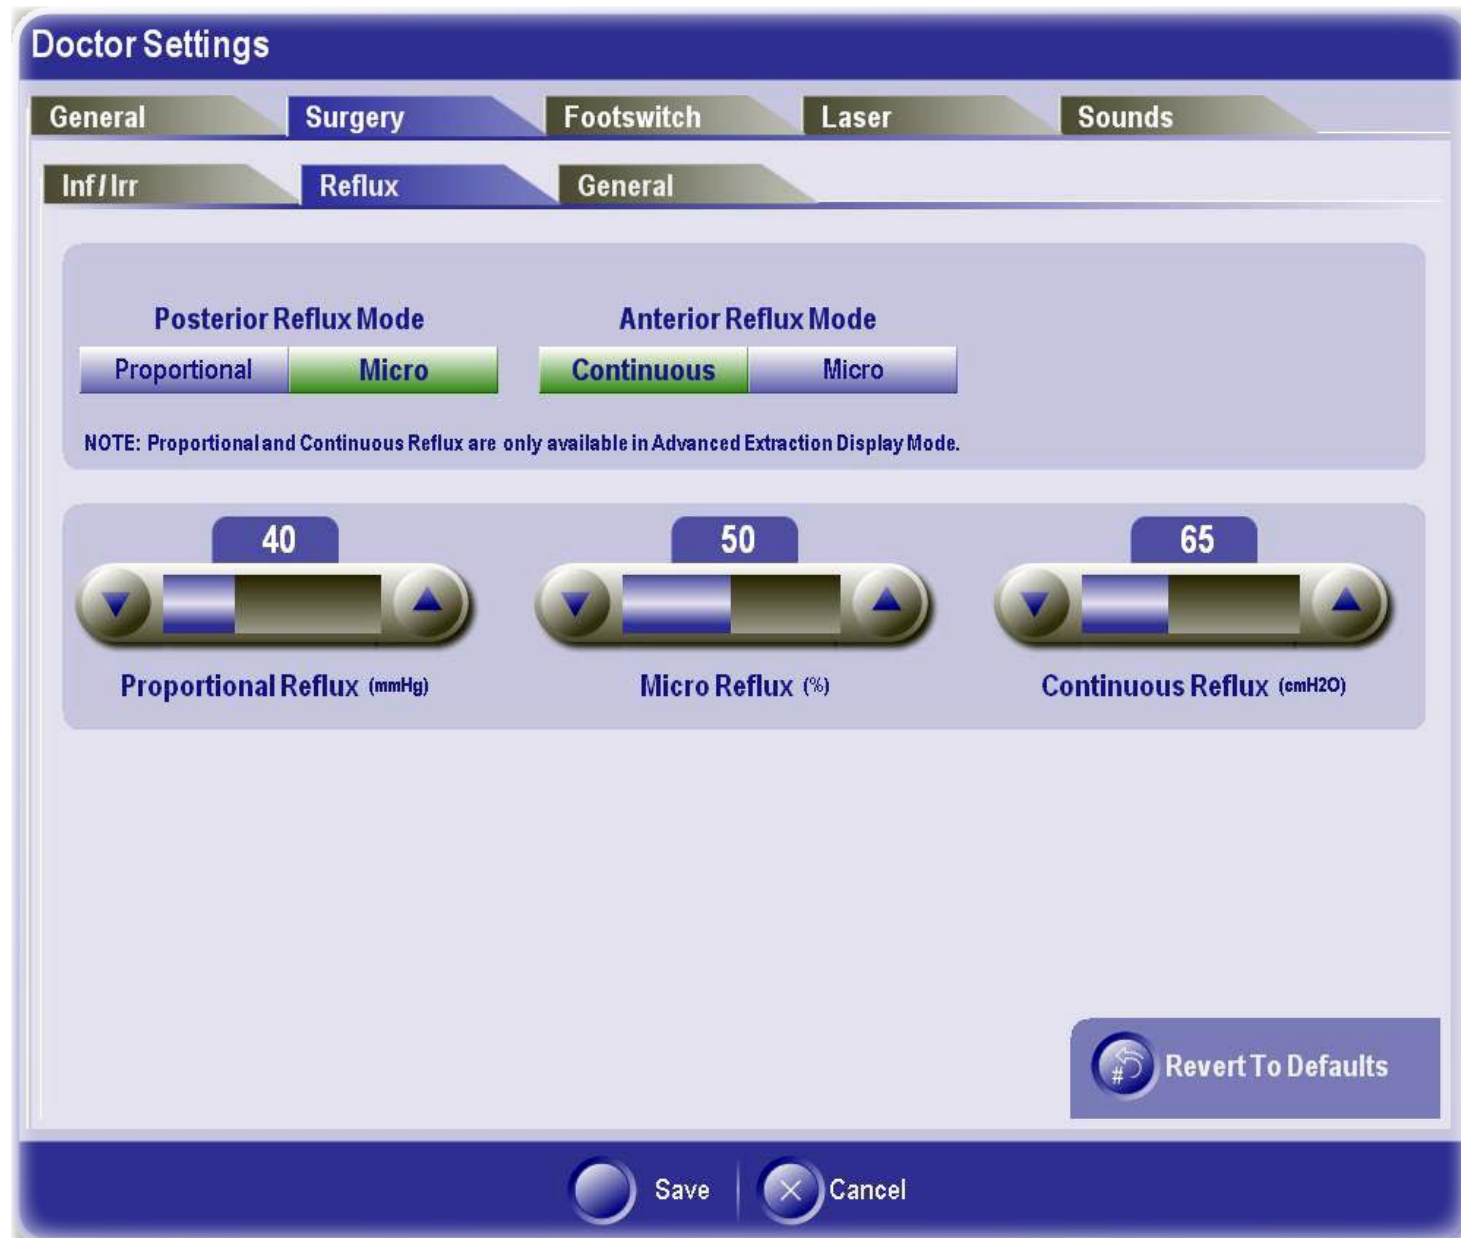 Doctor Settings
General Surgery Footswitch Laser Sounds
Inf / Irr Reflux General
Posterior Reflux Mode Anterior Reflux Mode
Proportional Micro Continuous Micro
NOTE: Proportional and Continuous Reflux are only available in Advanced Extraction Display Mode.
40 50 65
Proportional Reflux (mmHg) Micro Reflux (%) Continuous Reflux (cmH2O)
# Revert To Defaults
Save Cancel